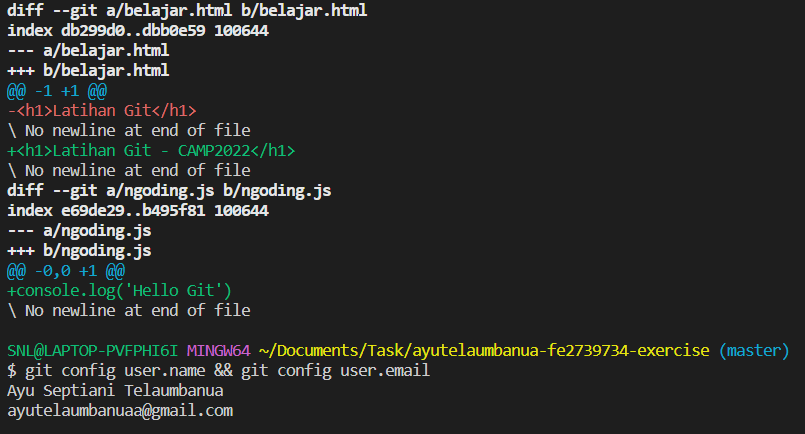 diff --git a/belajar.html b/belajar.html
index db299d0..dbb0e59 100644
--- a/belajar.html
+++ b/belajar.html
@@ -1 +1 @@
-<h1>Latihan Git</h1>
\ No newline at end of file
+<h1>Latihan Git - CAMP2022</h1>
\ No newline at end of file
diff --git a/ngoding.js b/ngoding.js
index e69de29..b495f81 100644
--- a/ngoding.js
+++ b/ngoding.js
@@ -0,0 +1 @@
+console.log('Hello Git')
\ No newline at end of file
SNL@LAPTOP-PVFPHI6I MINGW64 ~/Documents/Task/ayutelaumbanua-fe2739734-exercise (master)
$ git config user.name && git config user.email
Ayu Septiani Telaumbanua
ayutelaumbanuaa@gmail.com